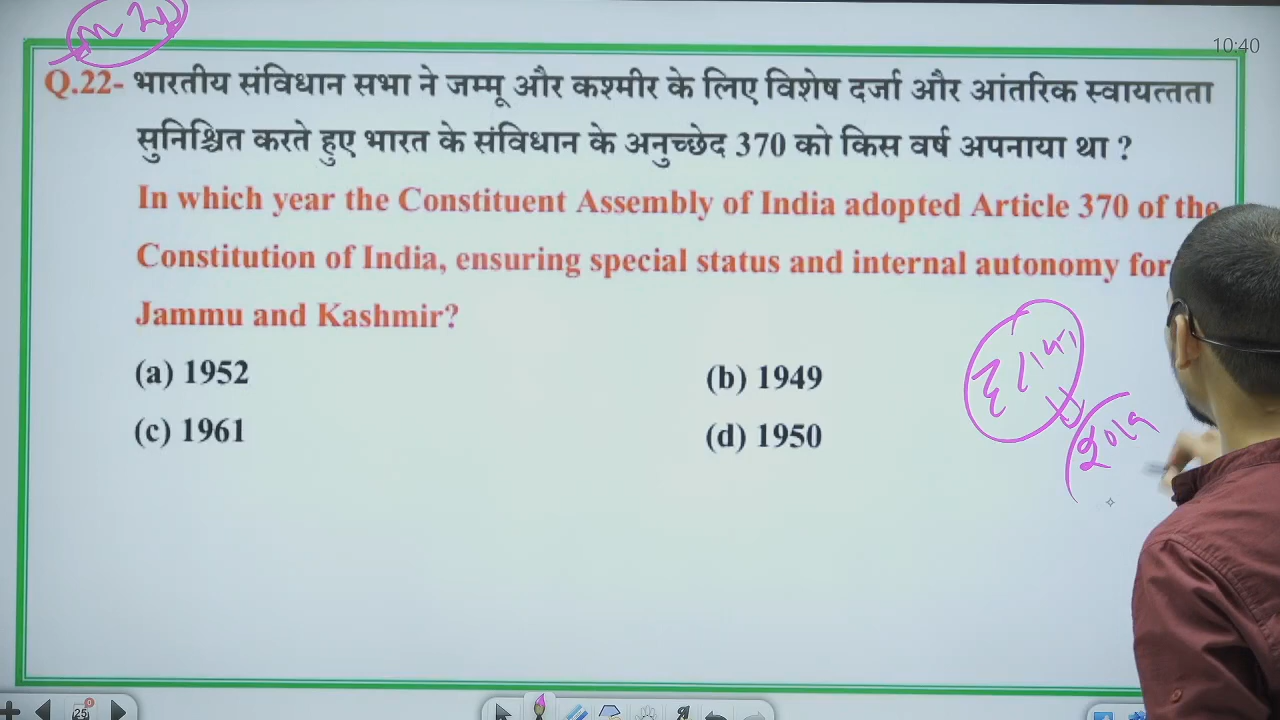 10:40
Q.22- भारतीय संविधान सभा ने जम्मू और कश्मीर के लिए विशेष दर्जा और आंतरिक स्वायत्तता
सुनिश्चित करते हुए भारत के संविधान के अनुच्छेद 370 को किस वर्ष अपनाया था ?
In which year the Constituent Assembly of India adopted Article 370 of the
Constitution of India, ensuring special status and internal autonomy for
Jammu and Kashmir?
(a) 1952
(b) 1949
(c) 1961
(d) 1950
25